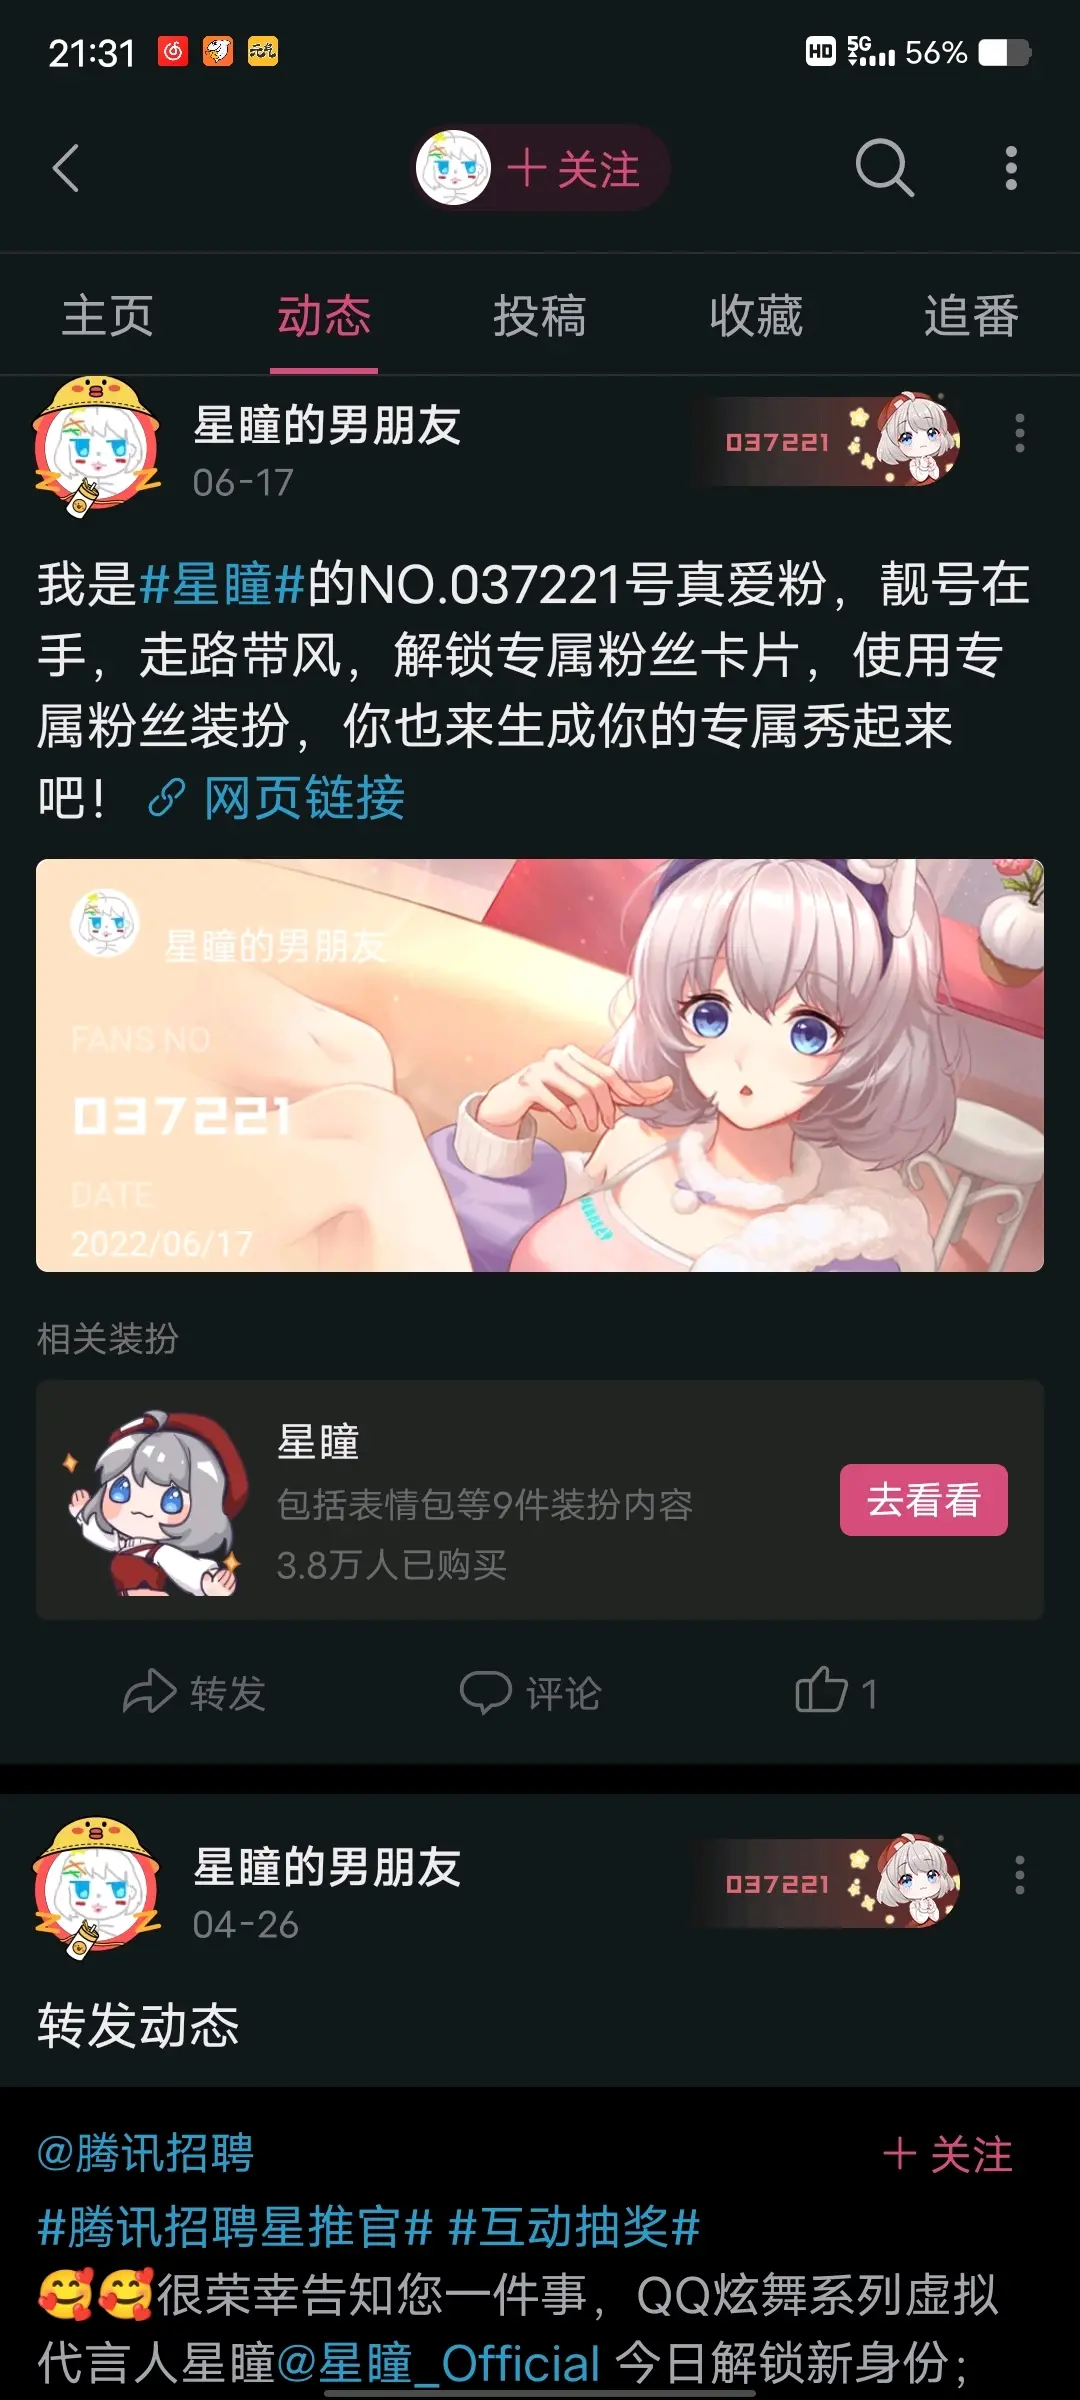 21:31
元气
HD 5G 56%
关注
主页 动态 投稿 收藏 追番
星瞳的男朋友
037221
06-17
我是#星瞳#的NO.037221号真爱粉，靓号在
手，走路带风，解锁专属粉丝卡片，使用专
属粉丝装扮，你也来生成你的专属秀起来
吧！ 网页链接
星瞳的男朋友
FANS NO
037221
DATE
2022/06/17
相关装扮
星瞳
包括表情包等9件装扮内容
去看看
3.8万人已购买
转发 评论 1
星瞳的男朋友
037221
04-26
转发动态
@腾讯招聘
关注
#腾讯招聘星推官# #互动抽奖#
🥰🥰很荣幸告知您一件事，QQ炫舞系列虚拟
代言人星瞳@星瞳_Official 今日解锁新身份；